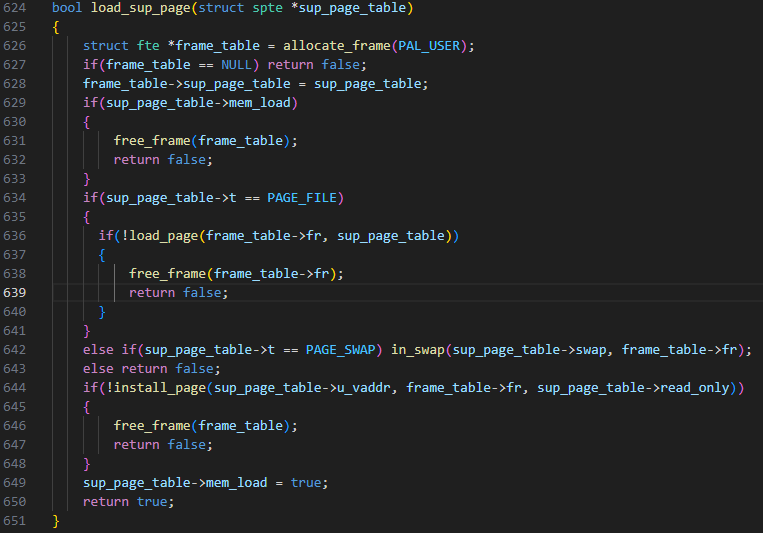 624 bool load_sup_page(struct spte *sup_page_table)
625 {
626     struct fte *frame_table = allocate_frame(PAL_USER);
627     if(frame_table == NULL) return false;
628     frame_table->sup_page_table = sup_page_table;
629     if(sup_page_table->mem_load)
630     {
631         free_frame(frame_table);
632         return false;
633     }
634     if(sup_page_table->t == PAGE_FILE)
635     {
636       if(!load_page(frame_table->fr, sup_page_table))
637       {
638           free_frame(frame_table->fr);
639           return false;
640       }
641     }
642     else if(sup_page_table->t == PAGE_SWAP) in_swap(sup_page_table->swap, frame_table->fr);
643     else return false;
644     if(!install_page(sup_page_table->u_vaddr, frame_table->fr, sup_page_table->read_only))
645     {
646         free_frame(frame_table);
647         return false;
648     }
649     sup_page_table->mem_load = true;
650     return true;
651 }